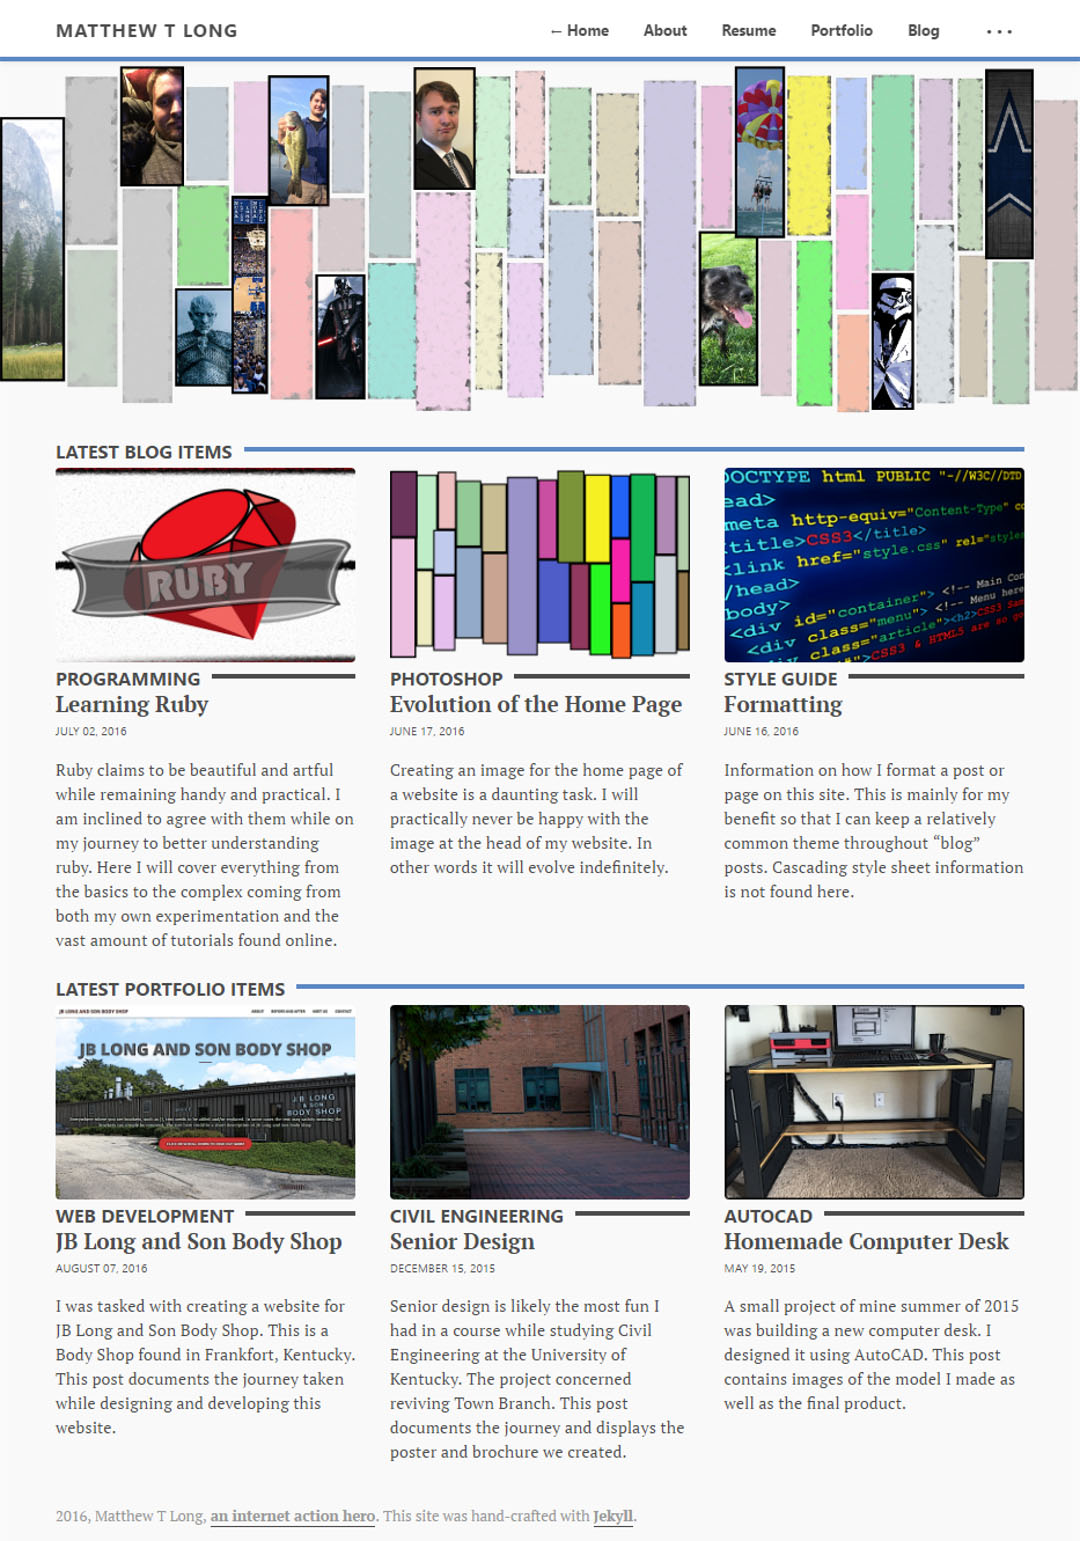 MATTHEW T LONG
← Home About Resume Portfolio Blog ...
LATEST BLOG ITEMS
RUBY
DOCTYPE html PUBLIC "-//W3C//DTD
ead>
meta http-equiv="Content-Type" co
title>CSS3</title>
<link href="style.css" rel="styles
/head>
body>
<div id="container"> <!-- Main Con
<div class="menu"> <!-- Menu here
<div class="article"><h2>CSS3 Sam
CSS3 & HTML5 are so go
PROGRAMMING
Learning Ruby
JULY 02, 2016
Ruby claims to be beautiful and artful
while remaining handy and practical. I
am inclined to agree with them while on
my journey to better understanding
ruby. Here I will cover everything from
the basics to the complex coming from
both my own experimentation and the
vast amount of tutorials found online.
PHOTOSHOP
Evolution of the Home Page
JUNE 17, 2016
Creating an image for the home page of
a website is a daunting task. I will
practically never be happy with the
image at the head of my website. In
other words it will evolve indefinitely.
STYLE GUIDE
Formatting
JUNE 16, 2016
Information on how I format a post or
page on this site. This is mainly for my
benefit so that I can keep a relatively
common theme throughout “blog”
posts. Cascading style sheet information
is not found here.
LATEST PORTFOLIO ITEMS
JB LONG AND SON BODY SHOP
ABOUT BEFORE AND AFTER MEET US CONTACT
JB LONG AND SON BODY SHOP
JB LONG
& SON
BODY SHOP
WEB DEVELOPMENT
JB Long and Son Body Shop
AUGUST 07, 2016
I was tasked with creating a website for
JB Long and Son Body Shop. This is a
Body Shop found in Frankfort, Kentucky.
This post documents the journey taken
while designing and developing this
website.
CIVIL ENGINEERING
Senior Design
DECEMBER 15, 2015
Senior design is likely the most fun I
had in a course while studying Civil
Engineering at the University of
Kentucky. The project concerned
reviving Town Branch. This post
documents the journey and displays the
poster and brochure we created.
AUTOCAD
Homemade Computer Desk
MAY 19, 2015
A small project of mine summer of 2015
was building a new computer desk. I
designed it using AutoCAD. This post
contains images of the model I made as
well as the final product.
2016, Matthew T Long, an internet action hero. This site was hand-crafted with Jekyll.